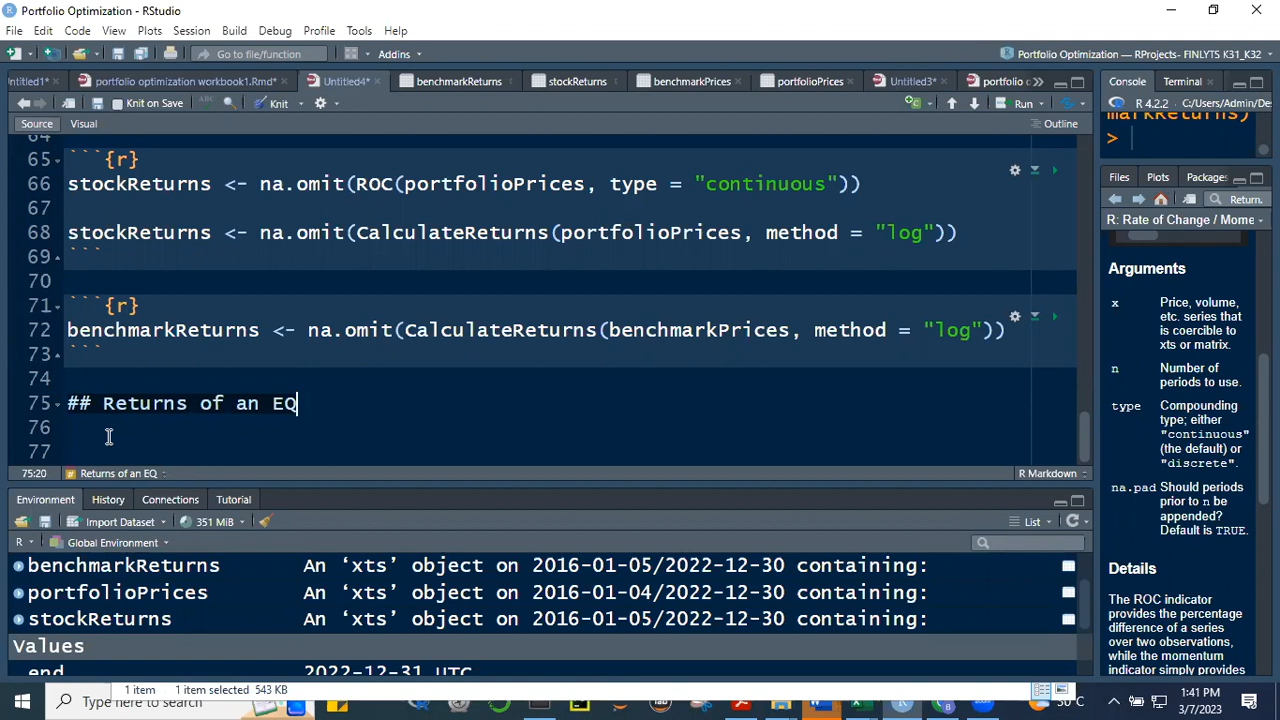 Portfolio Optimization - RStudio
File Edit Code View Plots Session Build Debug Profile Tools Help
Go to file/function Addins Portfolio Optimization — RProjects- FINLYTS K31_K32
ntitled1* portfolio optimization workbook1.Rmd* Untitled4* benchmarkReturns stockReturns benchmarkPrices portfolioPrices Untitled3* portfolio
Knit on Save Knit Run
Source Visual Outline
64
65 ```{r}
66 stockReturns <- na.omit(ROC(portfolioPrices, type = "continuous"))
67
68 stockReturns <- na.omit(CalculateReturns(portfolioPrices, method = "log"))
69 ```
70
71 ```{r}
72 benchmarkReturns <- na.omit(CalculateReturns(benchmarkPrices, method = "log"))
73 ```
74
75 ## Returns of an EQ
76
77
75:20 # Returns of an EQ R Markdown
Environment History Connections Tutorial
Import Dataset 351 MiB List
R Global Environment
benchmarkReturns An ‘xts’ object on 2016-01-05/2022-12-30 containing:
portfolioPrices An ‘xts’ object on 2016-01-04/2022-12-30 containing:
stockReturns An ‘xts’ object on 2016-01-05/2022-12-30 containing:
Values
end 2022-12-31 UTC
Console Terminal
R 4.2.2 · C:/Users/Admin/De
markReturns)
>
Files Plots Packages
Return.
R: Rate of Change / Mome
Arguments
x Price, volume,
etc. series that
is coercible to
xts or matrix.
n Number of
periods to use.
type Compounding
type; either
"continuous"
(the default) or
"discrete".
na.pad Should periods
prior to n be
appended?
Default is TRUE.
Details
The ROC indicator
provides the percentage
difference of a series
over two observations,
while the momentum
indicator simply provides
1 item 1 item selected 543 KB
Type here to search
1:41 PM
3/7/2023